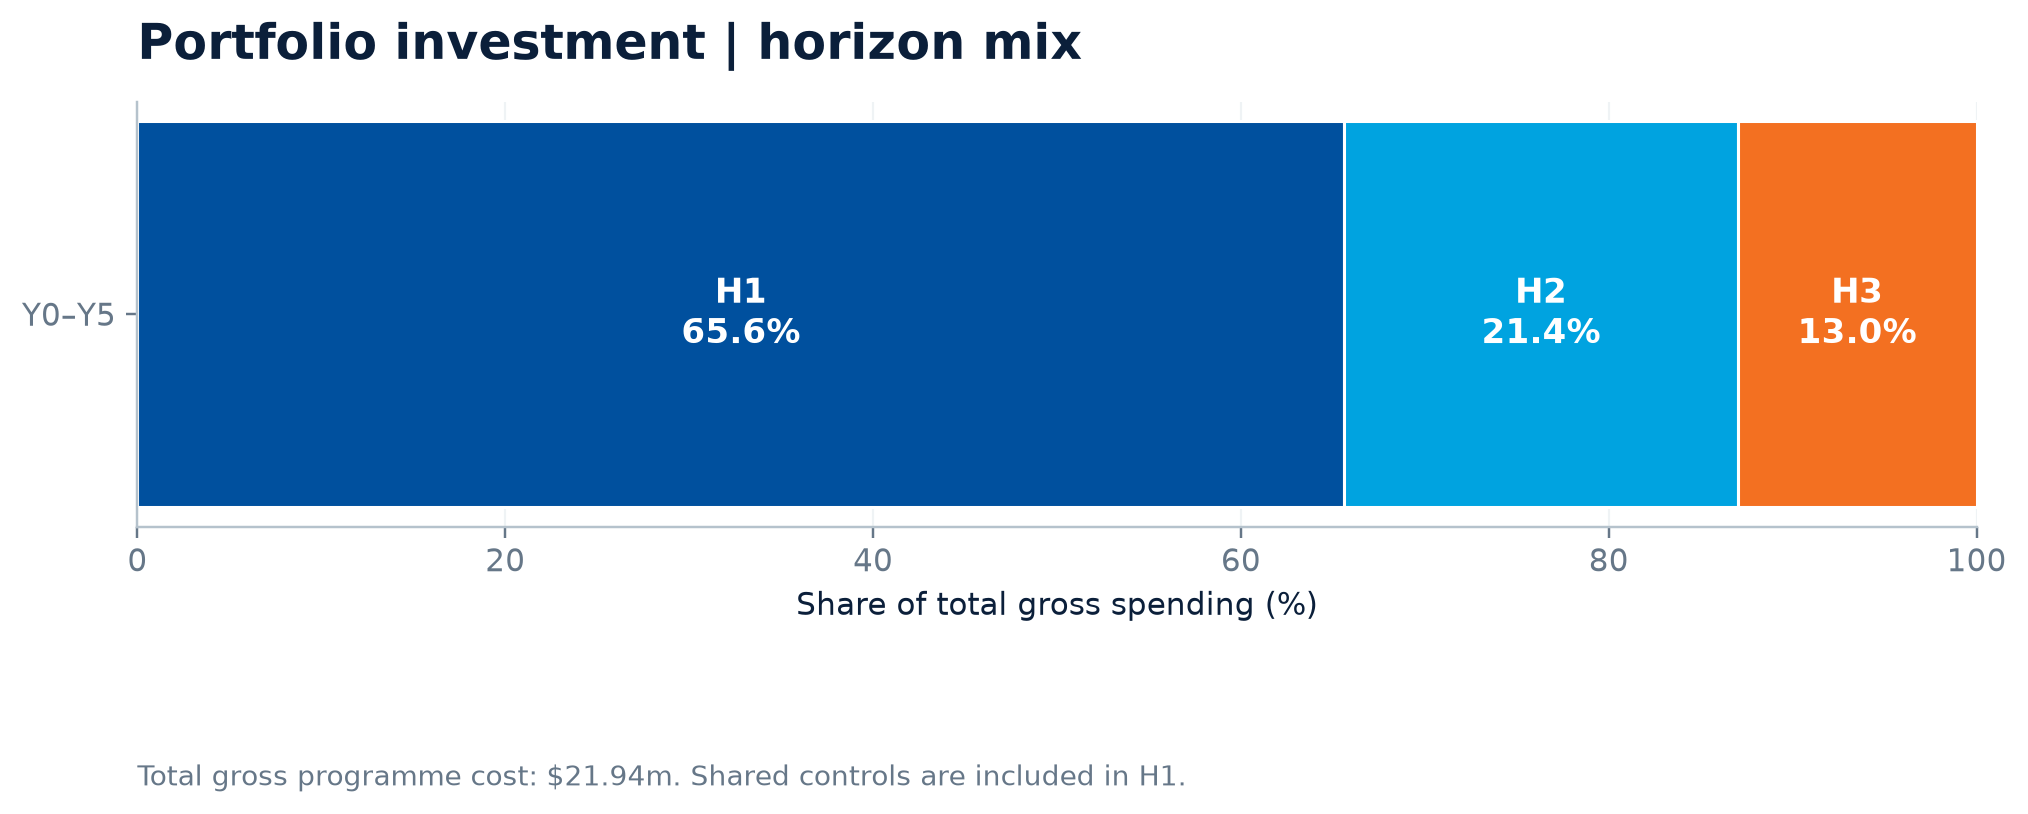 Portfolio investment | horizon mix
H1
65.6%
H2
21.4%
H3
13.0%
Y0–Y5
0 20 40 60 80 100
Share of total gross spending (%)
Total gross programme cost: $21.94m. Shared controls are included in H1.